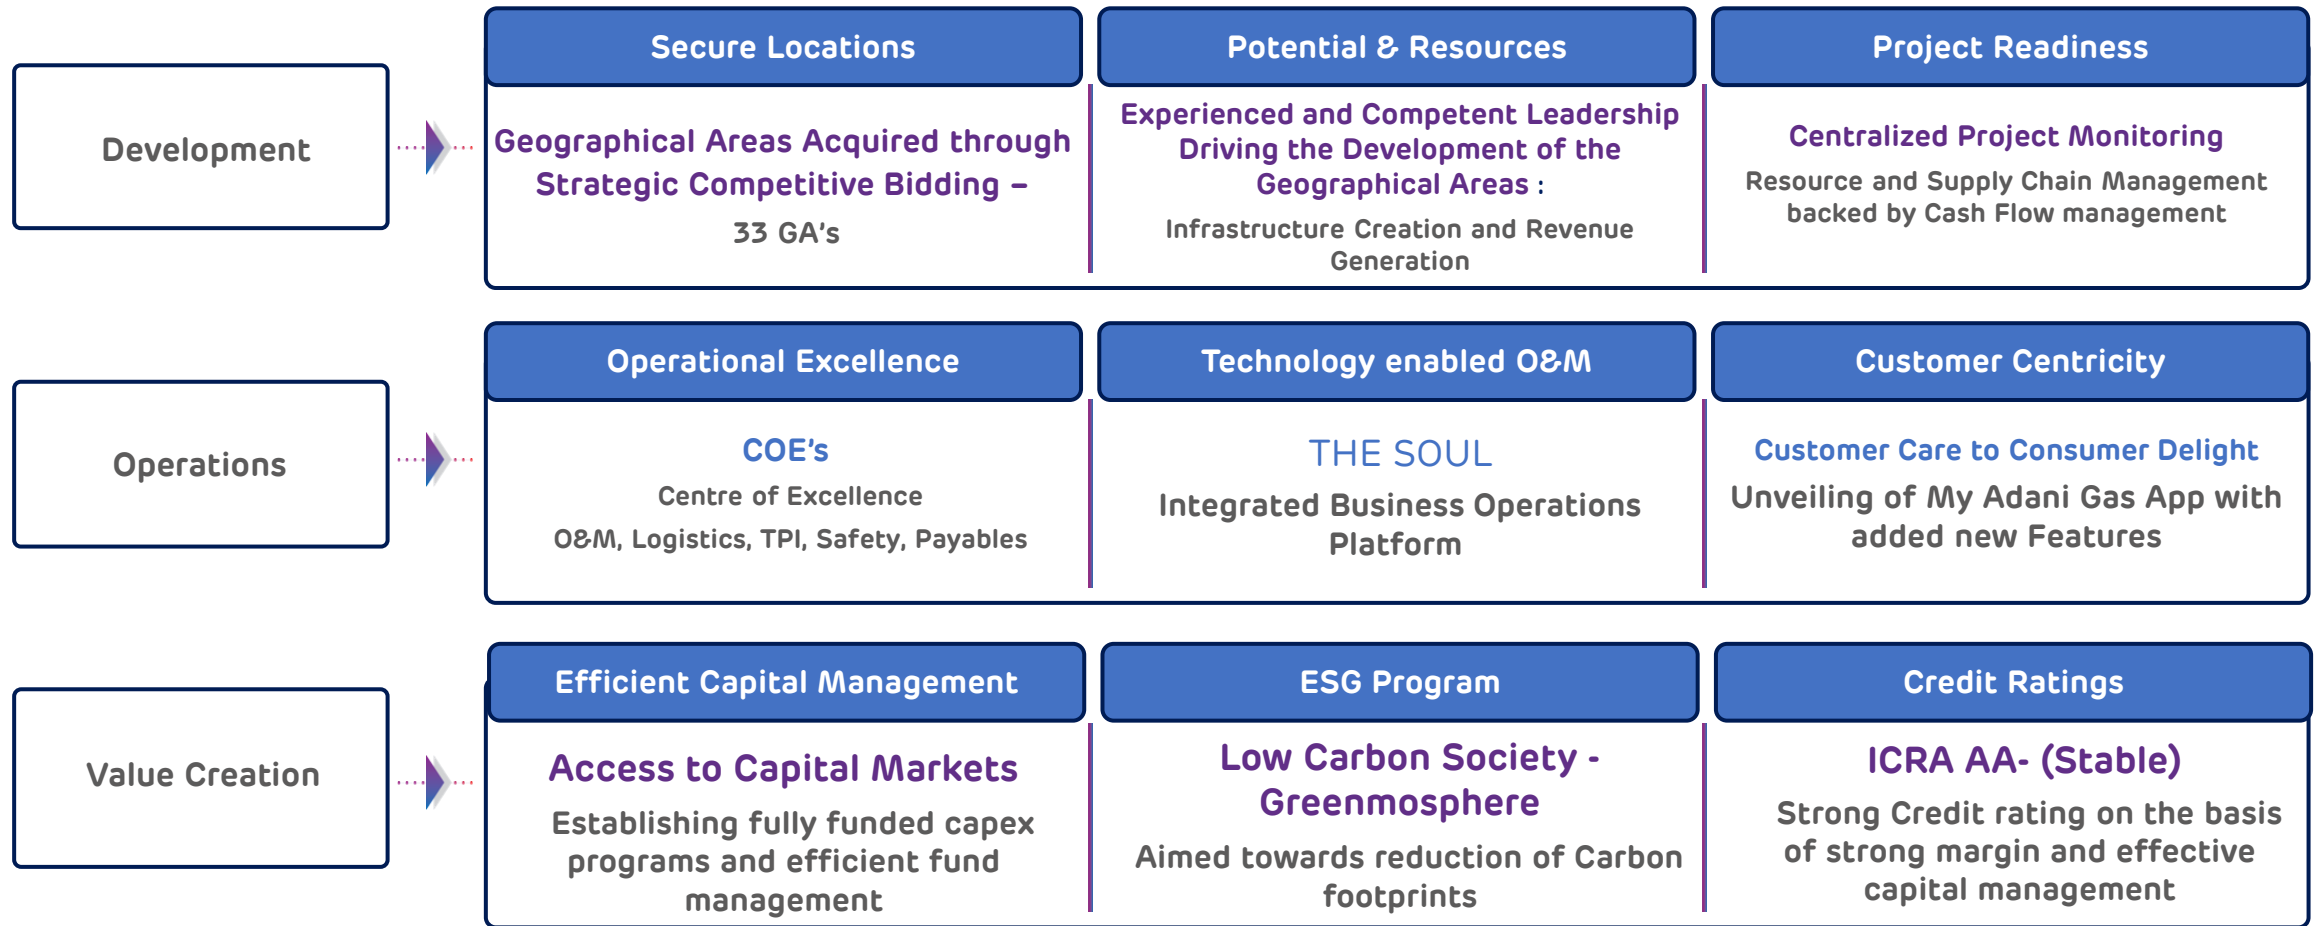 Development
Secure Locations
Geographical Areas Acquired through
Strategic Competitive Bidding –
33 GA's
Potential & Resources
Experienced and Competent Leadership
Driving the Development of the
Geographical Areas :
Infrastructure Creation and Revenue
Generation
Project Readiness
Centralized Project Monitoring
Resource and Supply Chain Management
backed by Cash Flow management
Operations
Operational Excellence
COE's
Centre of Excellence
O&M, Logistics, TPI, Safety, Payables
Technology enabled O&M
THE SOUL
Integrated Business Operations
Platform
Customer Centricity
Customer Care to Consumer Delight
Unveiling of My Adani Gas App with
added new Features
Value Creation
Efficient Capital Management
Access to Capital Markets
Establishing fully funded capex
programs and efficient fund
management
ESG Program
Low Carbon Society -
Greenmosphere
Aimed towards reduction of Carbon
footprints
Credit Ratings
ICRA AA- (Stable)
Strong Credit rating on the basis
of strong margin and effective
capital management